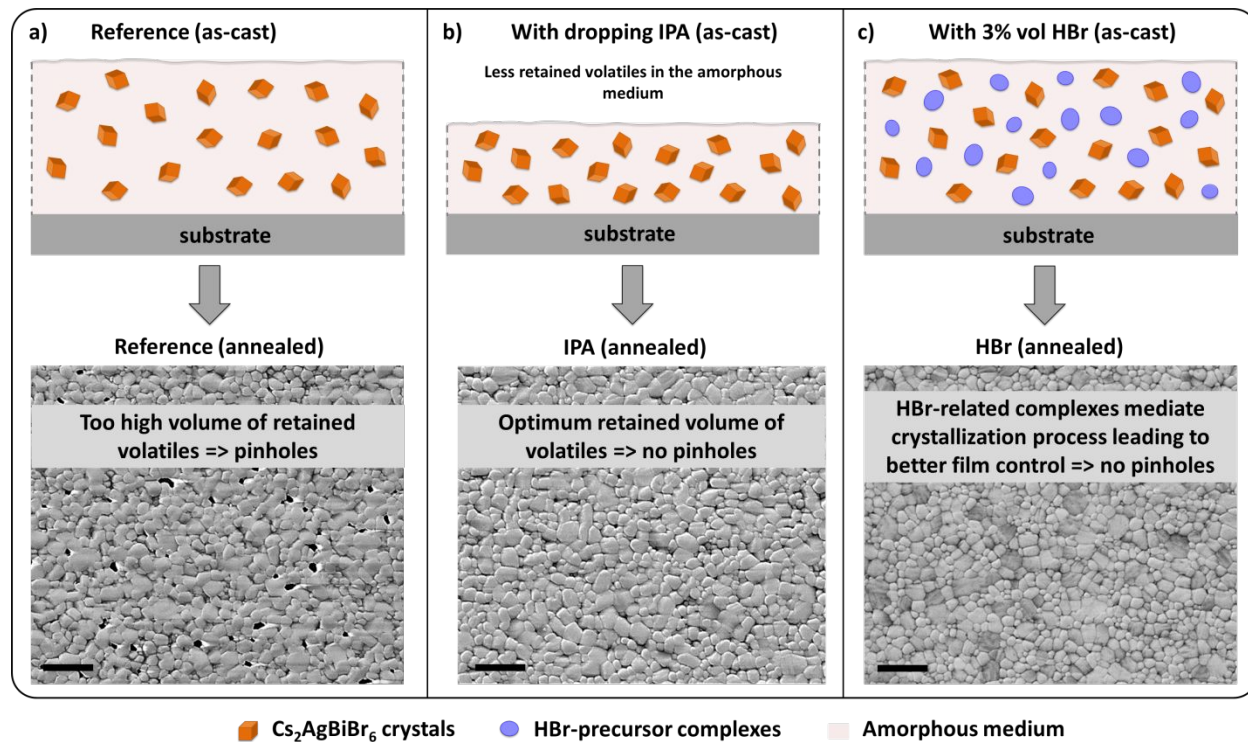 a) Reference (as-cast)
substrate
Reference (annealed)
Too high volume of retained
volatiles => pinholes
b) With dropping IPA (as-cast)
Less retained volatiles in the amorphous
medium
substrate
IPA (annealed)
Optimum retained volume of
volatiles => no pinholes
c) With 3% vol HBr (as-cast)
substrate
HBr (annealed)
HBr-related complexes mediate
crystallization process leading to
better film control => no pinholes
Cs₂AgBiBr₆ crystals HBr-precursor complexes Amorphous medium